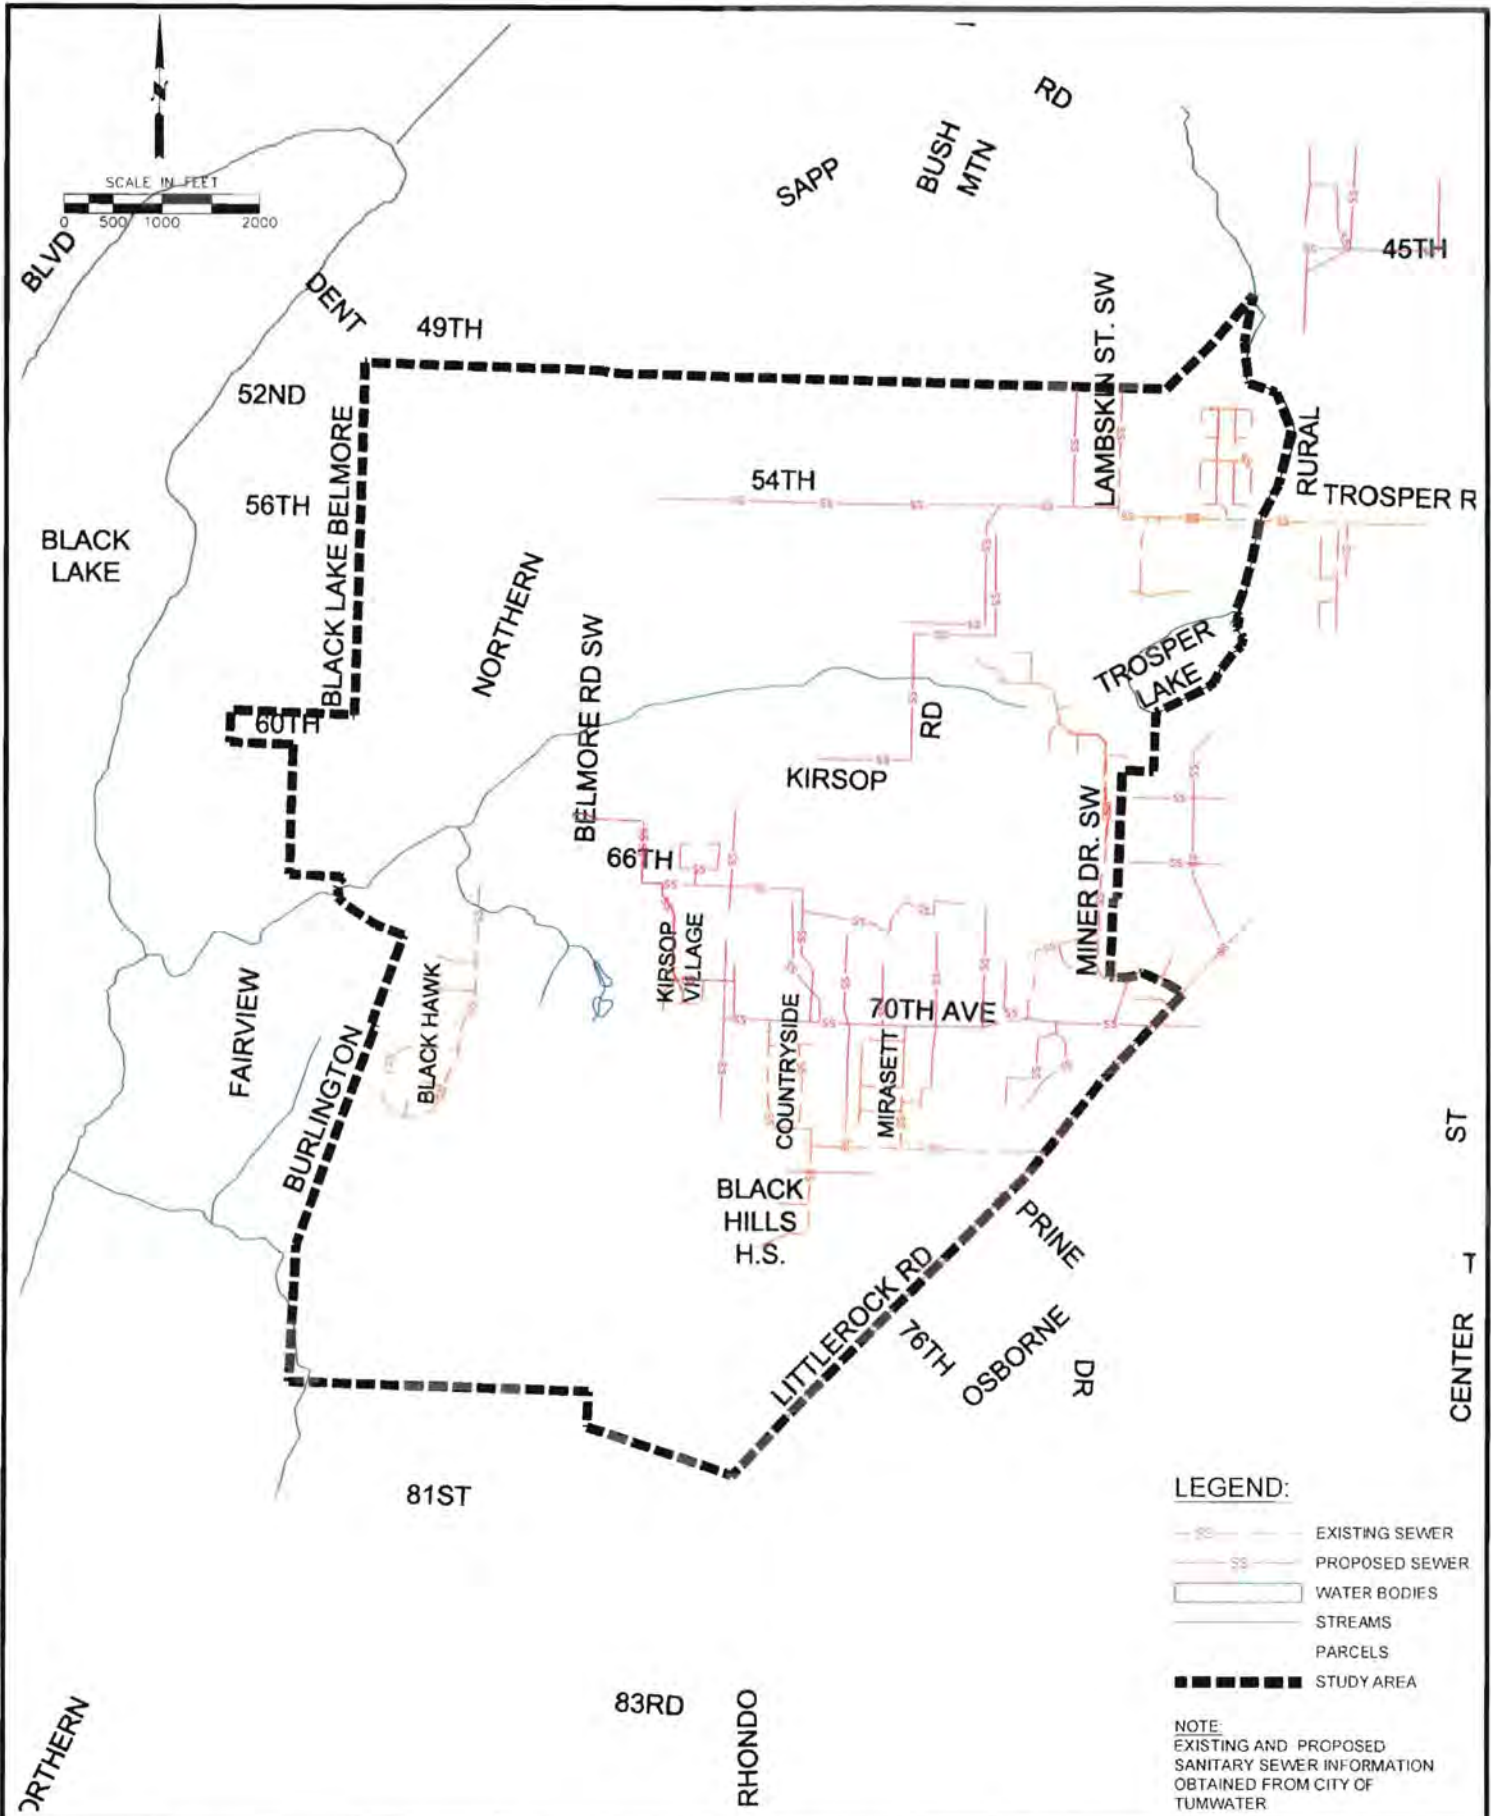 RD
BUSH
MTN
SAPP
N
SCALE IN FEET
0 500 1000 2000
BLVD
45TH
DENT
49TH
LAMBSKIN ST. SW
52ND
BLACK LAKE BELMORE
RURAL
54TH
TROSPER R
56TH
BLACK
LAKE
NORTHERN
BELMORE RD SW
TROSPER
LAKE
60TH
RD
KIRSOP
MINER DR. SW
66TH
KIRSOP
VILLAGE
BLACK HAWK
FAIRVIEW
BURLINGTON
COUNTRYSIDE
70TH AVE
MIRASETT
BLACK
HILLS
H.S.
ST
PRINE
LITTLEROCK RD
76TH
OSBORNE
DR
T
CENTER
81ST
LEGEND:
SS EXISTING SEWER
SS PROPOSED SEWER
WATER BODIES
STREAMS
PARCELS
STUDY AREA
83RD
RHONDO
ORTHERN
NOTE:
EXISTING AND PROPOSED
SANITARY SEWER INFORMATION
OBTAINED FROM CITY OF
TUMWATER